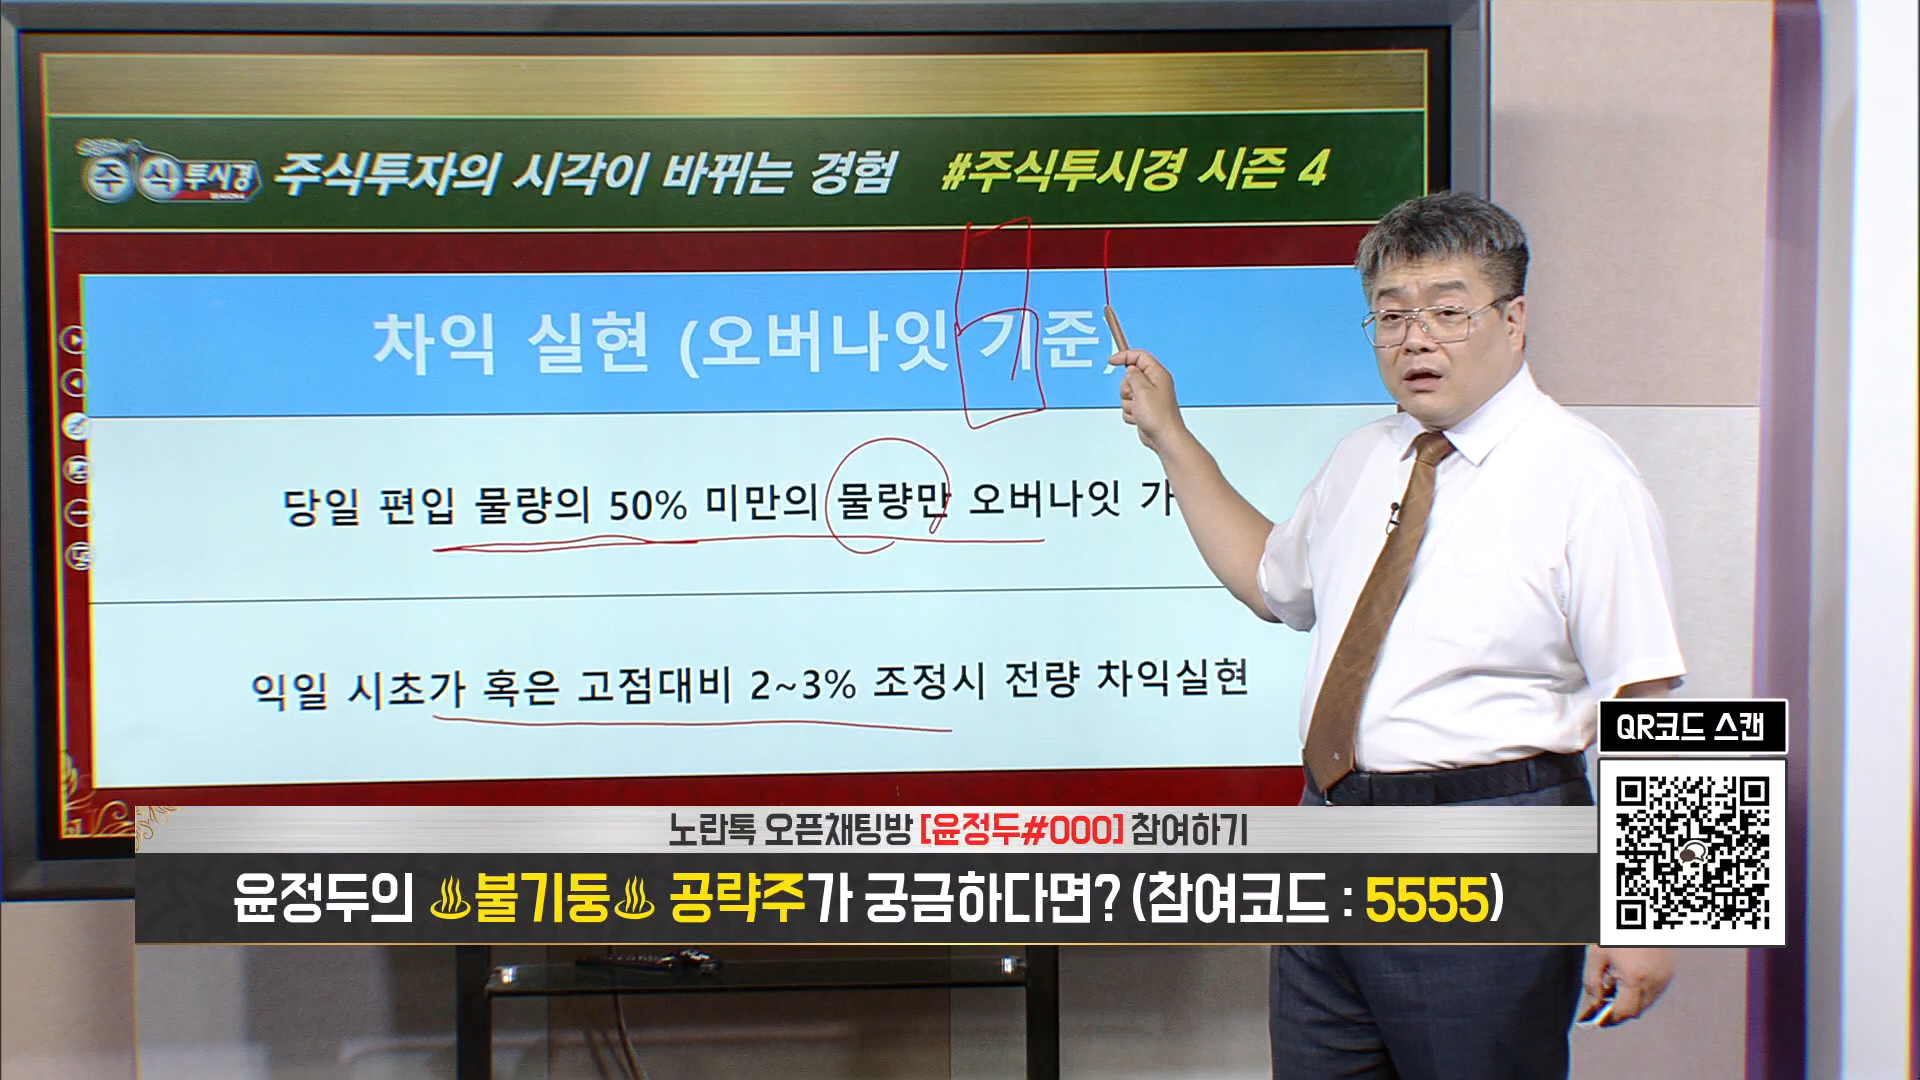 주식투시경 주식투자의 시각이 바뀌는 경험 #주식투시경 시즌 4
차익 실현 (오버나잇 기준)
당일 편입 물량의 50% 미만의 물량만 오버나잇 가
익일 시초가 혹은 고점대비 2~3% 조정시 전량 차익실현
QR코드 스캔
노란톡 오픈채팅방 [윤정두#000] 참여하기
윤정두의 ♨불기둥♨ 공략주가 궁금하다면? (참여코드 : 5555)